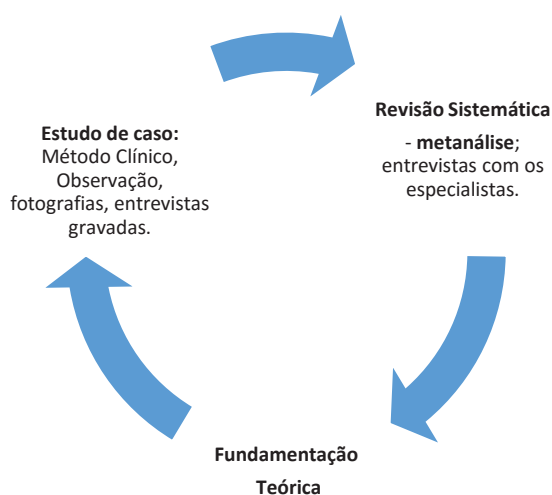 Estudo de caso:
Método Clínico,
Observação,
fotografias, entrevistas
gravadas.
Revisão Sistemática
- metanálise;
entrevistas com os
especialistas.
Fundamentação
Teórica